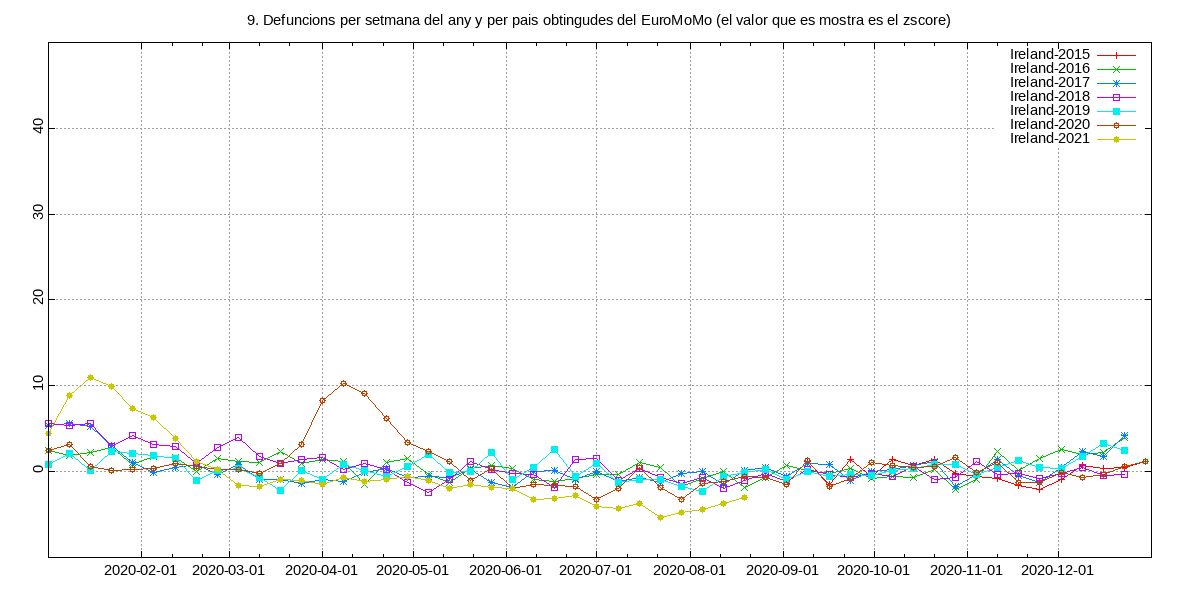 9. Defuncions per setmana del any y per pais obtingudes del EuroMoMo (el valor que es mostra es el zscore)
Ireland-2015
Ireland-2016
Ireland-2017
Ireland-2018
Ireland-2019
Ireland-2020
Ireland-2021
40
30
20
10
0
2020-02-01 2020-03-01 2020-04-01 2020-05-01 2020-06-01 2020-07-01 2020-08-01 2020-09-01 2020-10-01 2020-11-01 2020-12-01